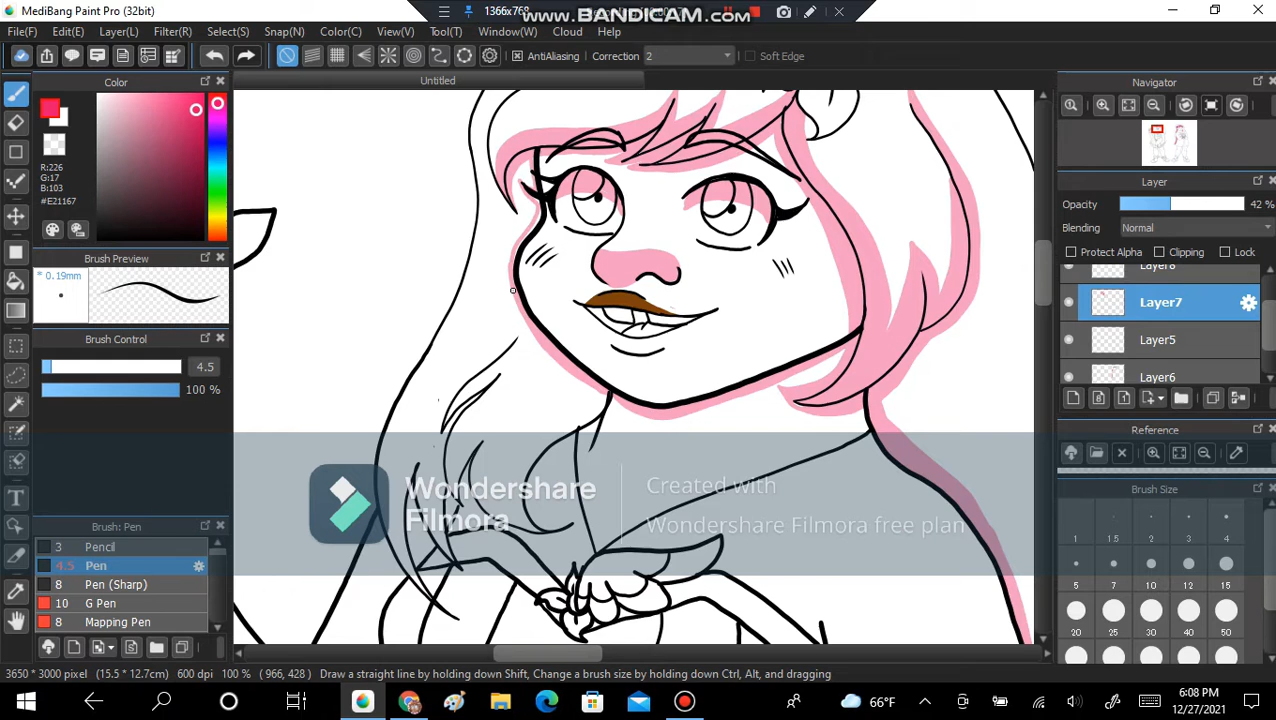 MediBang Paint Pro (32bit)
1366x768
www.BANDICAM.com
File(F) Edit(E) Layer(L) Filter(R) Select(S) Snap(N) Color(C) View(V) Tool(T) Window(W) Cloud Help
AntiAliasing Correction 2 Soft Edge
Untitled
Color
R:226
G:17
B:103
#E21167
Brush Preview
* 0.19mm
Brush Control
4.5
100 %
Brush: Pen
3 Pencil
4.5 Pen
8 Pen (Sharp)
10 G Pen
8 Mapping Pen
Wondershare
Filmora
Created with
Wondershare Filmora free plan
Navigator
Layer
Opacity 42 %
Blending Normal
Protect Alpha Clipping Lock
Layer8
Layer7
Layer5
Layer6
Reference
Brush Size
1 1.5 2 3 4
5 7 10 12 15
20 25 30 40 50
3650 * 3000 pixel (15.5 * 12.7cm) 600 dpi 100 % (966, 428) Draw a straight line by holding down Shift, Change a brush size by holding down Ctrl, Alt, and dragging
66°F
6:08 PM
12/27/2021